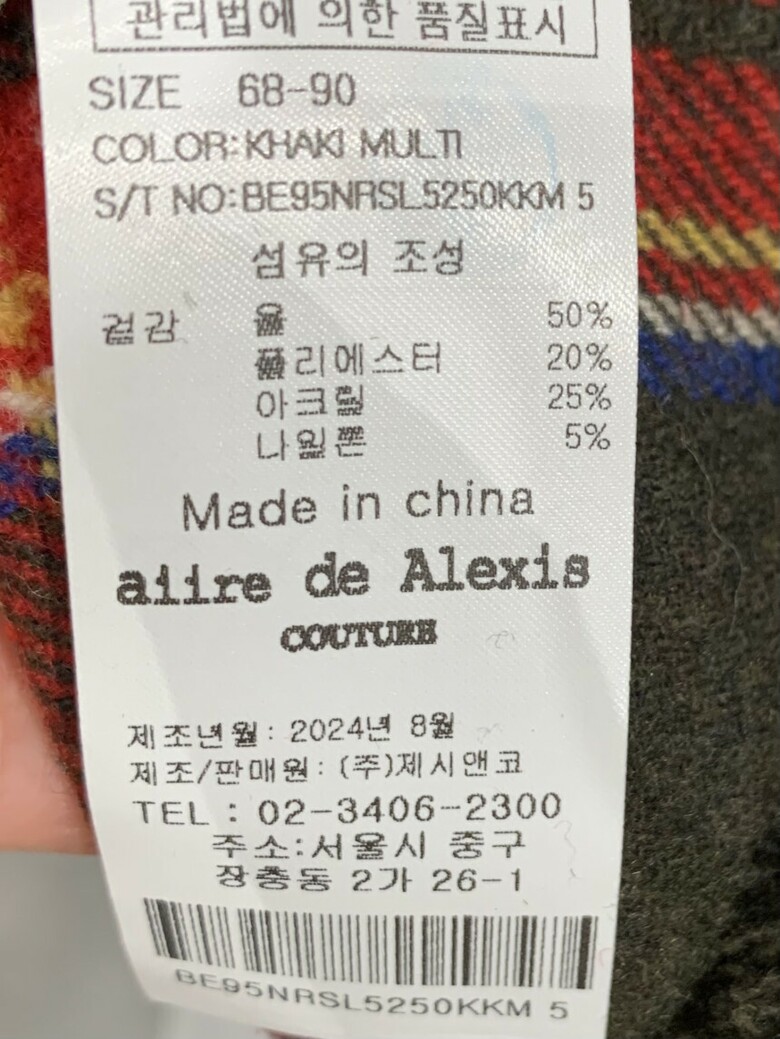 관리법에 의한 품질표시
SIZE 68-90
COLOR:KHAKI MULTI
S/T NO:BE95NRSL5250KKM 5
섬유의 조성
겉감 울 50%
폴리에스터 20%
아크릴 25%
나일론 5%
Made in china
aiire de Alexis
COUTURE
제조년월: 2024년 8월
제조/판매원: (주)제시앤코
TEL : 02-3406-2300
주소:서울시 중구
장충동 2가 26-1
BE95NRSL5250KKM 5